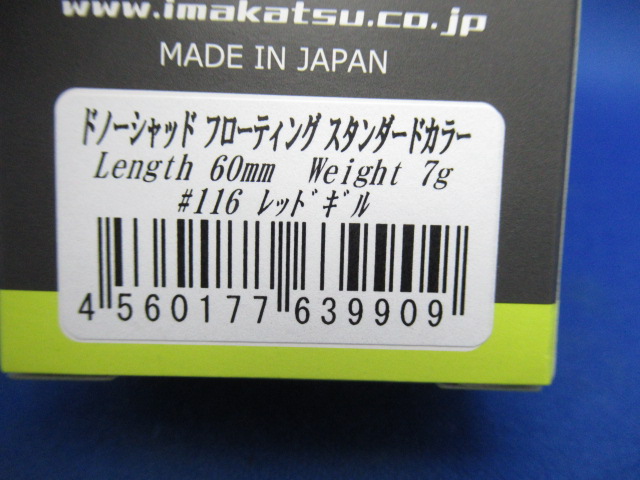 www.imakatsu.co.jp
MADE IN JAPAN
ドノーシャッド フローティング スタンダードカラー
Length 60mm Weight 7g
#116 レッドギル
4 560177 639909